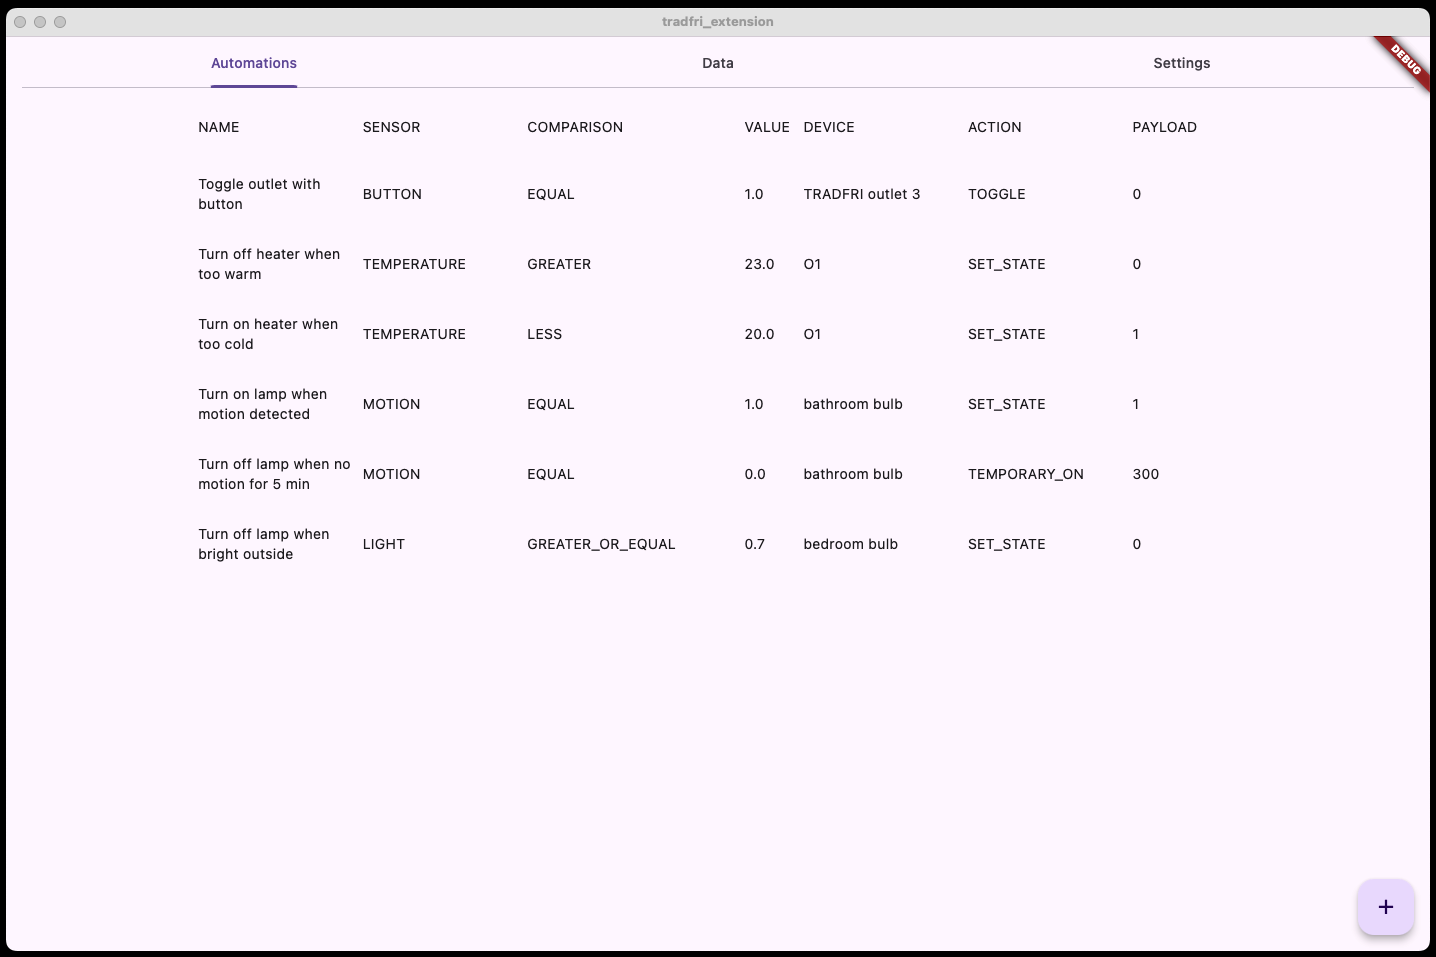 tradfri_extension
DEBUG
Automations Data Settings
NAME SENSOR COMPARISON VALUE DEVICE ACTION PAYLOAD
Toggle outlet with
button
BUTTON EQUAL 1.0 TRADFRI outlet 3 TOGGLE 0
Turn off heater when
too warm
TEMPERATURE GREATER 23.0 O1 SET_STATE 0
Turn on heater when
too cold
TEMPERATURE LESS 20.0 O1 SET_STATE 1
Turn on lamp when
motion detected
MOTION EQUAL 1.0 bathroom bulb SET_STATE 1
Turn off lamp when no
motion for 5 min
MOTION EQUAL 0.0 bathroom bulb TEMPORARY_ON 300
Turn off lamp when
bright outside
LIGHT GREATER_OR_EQUAL 0.7 bedroom bulb SET_STATE 0
+